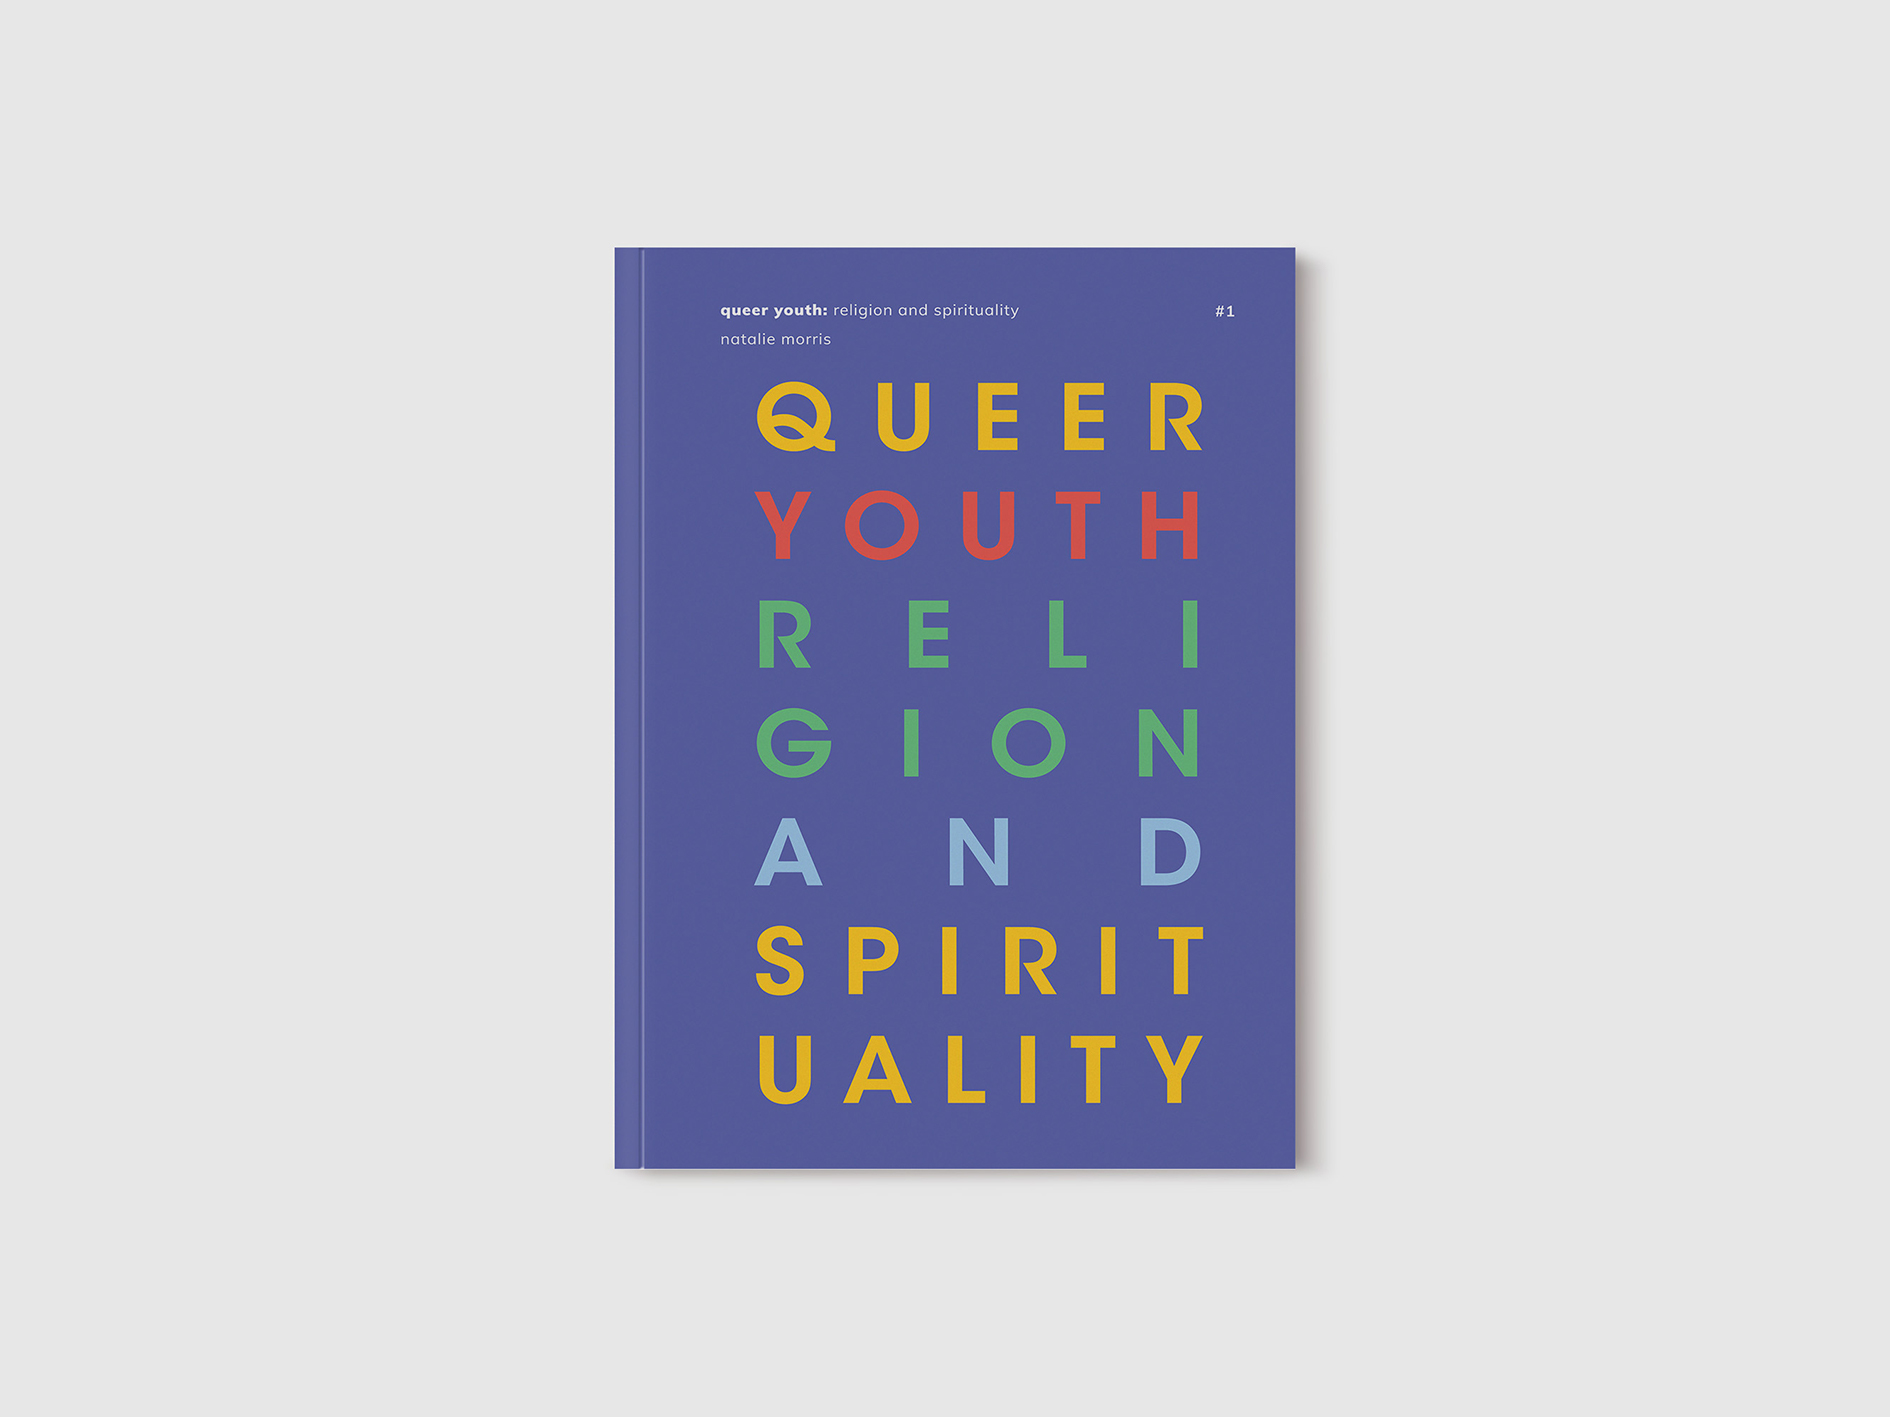 queer youth: religion and spirituality
#1
natalie morris
QUEER
YOUTH
RELI
GION
AND
SPIRIT
UALITY